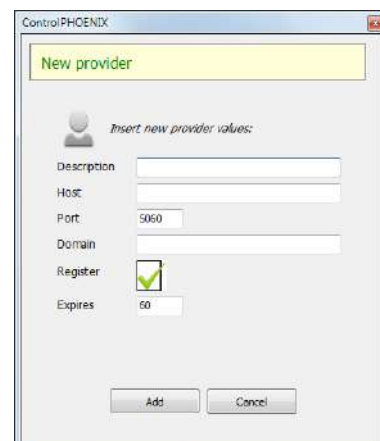 ControlPHOENIX
New provider
Insert new provider values:
Description
Host
Port 5060
Domain
Register
Expires 60
Add Cancel